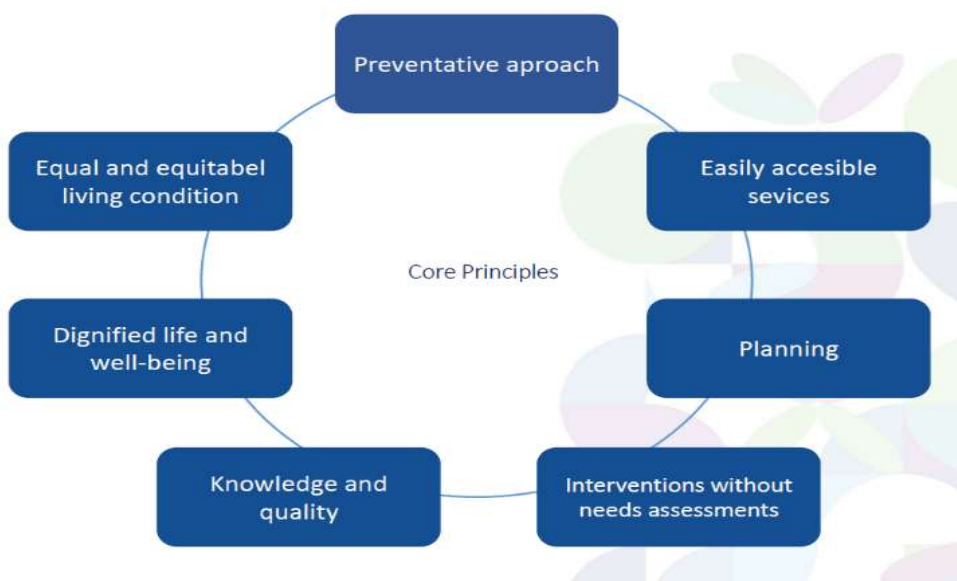 Preventative aproach
Equal and equitabel
living condition
Easily accesible
sevices
Core Principles
Dignified life and
well-being
Planning
Knowledge and
quality
Interventions without
needs assessments